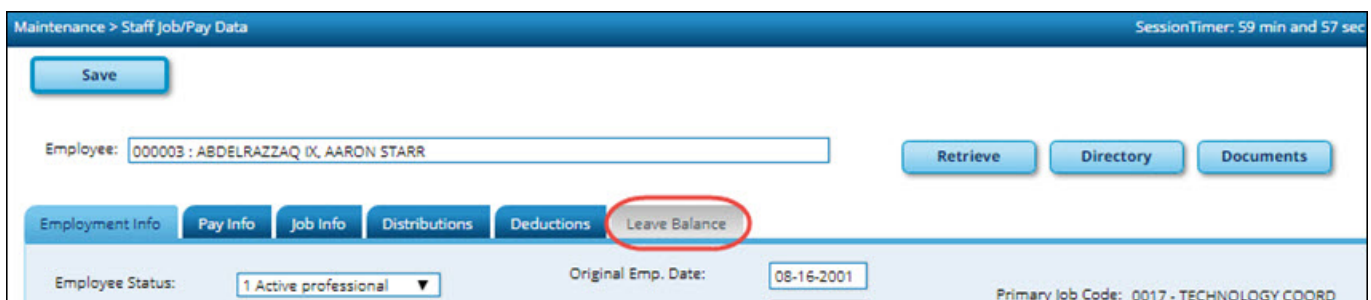 Maintenance > Staff Job/Pay Data SessionTimer: 59 min and 57 sec
Save
Employee: 000003 : ABDELRAZZAQ IX, AARON STARR Retrieve Directory Documents
Employment Info Pay Info Job Info Distributions Deductions Leave Balance
Employee Status: 1 Active professional ▼ Original Emp. Date: 08-16-2001 Primary Job Code: 0017 - TECHNOLOGY COORD